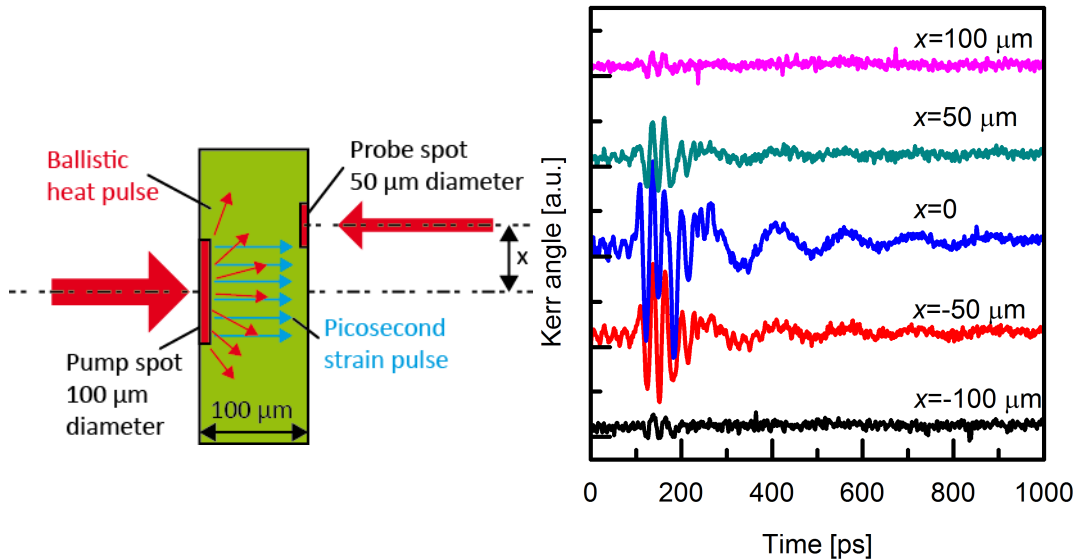 Ballistic
heat pulse
Probe spot
50 μm diameter
x
Picosecond
strain pulse
Pump spot
100 μm
diameter
100 μm
Kerr angle [a.u.]
x=100 μm
x=50 μm
x=0
x=-50 μm
x=-100 μm
0 200 400 600 800 1000
Time [ps]